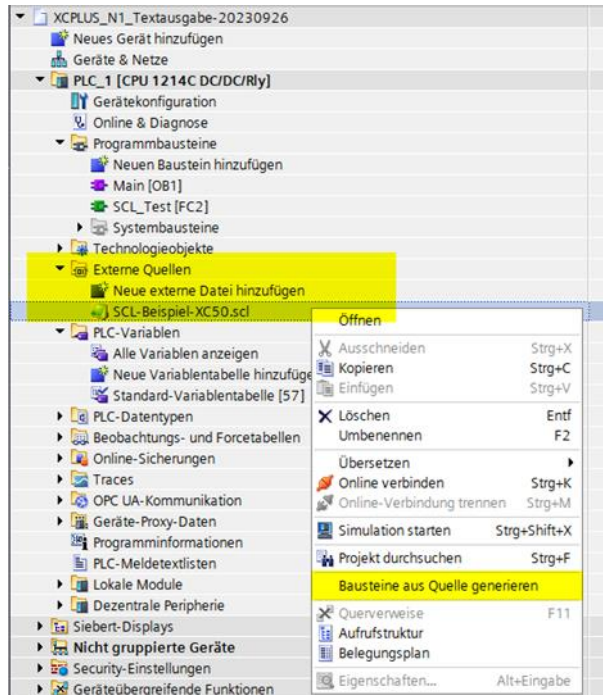 XCPLUS_N1_Textausgabe-20230926
Neues Gerät hinzufügen
Geräte & Netze
PLC_1 [CPU 1214C DC/DC/Rly]
Gerätekonfiguration
Online & Diagnose
Programmbausteine
Neuen Baustein hinzufügen
Main [OB1]
SCL_Test [FC2]
Systembausteine
Technologieobjekte
Externe Quellen
Neue externe Datei hinzufügen
SCL-Beispiel-XC50.scl
PLC-Variablen
Alle Variablen anzeigen
Neue Variablentabelle hinzufüge
Standard-Variablentabelle [57]
PLC-Datentypen
Beobachtungs- und Forcetabellen
Online-Sicherungen
Traces
OPC UA-Kommunikation
Geräte-Proxy-Daten
Programminformationen
PLC-Meldetextlisten
Lokale Module
Dezentrale Peripherie
Siebert-Displays
Nicht gruppierte Geräte
Security-Einstellungen
Geräteübergreifende Funktionen
Öffnen
Ausschneiden Strg+X
Kopieren Strg+C
Einfügen Strg+V
Löschen Entf
Umbenennen F2
Übersetzen
Online verbinden Strg+K
Online-Verbindung trennen Strg+M
Simulation starten Strg+Shift+X
Projekt durchsuchen Strg+F
Bausteine aus Quelle generieren
Querverweise F11
Aufrufstruktur
Belegungsplan
Eigenschaften... Alt+Eingabe